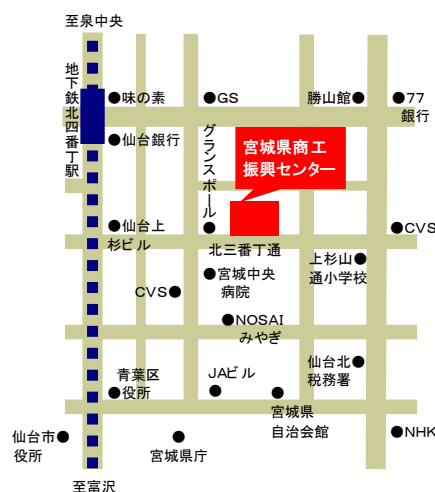 至泉中央
地下鉄北四番丁駅
味の素
GS
勝山館
77
銀行
仙台銀行
グランスポール
宮城県商工
振興センター
仙台上
杉ビル
CVS
北三番丁通
上杉山
通小学校
宮城中央
病院
CVS
NOSAI
みやぎ
仙台北
税務署
青葉区
役所
JAビル
宮城県
自治会館
仙台市
役所
宮城県庁
NHK
至富沢